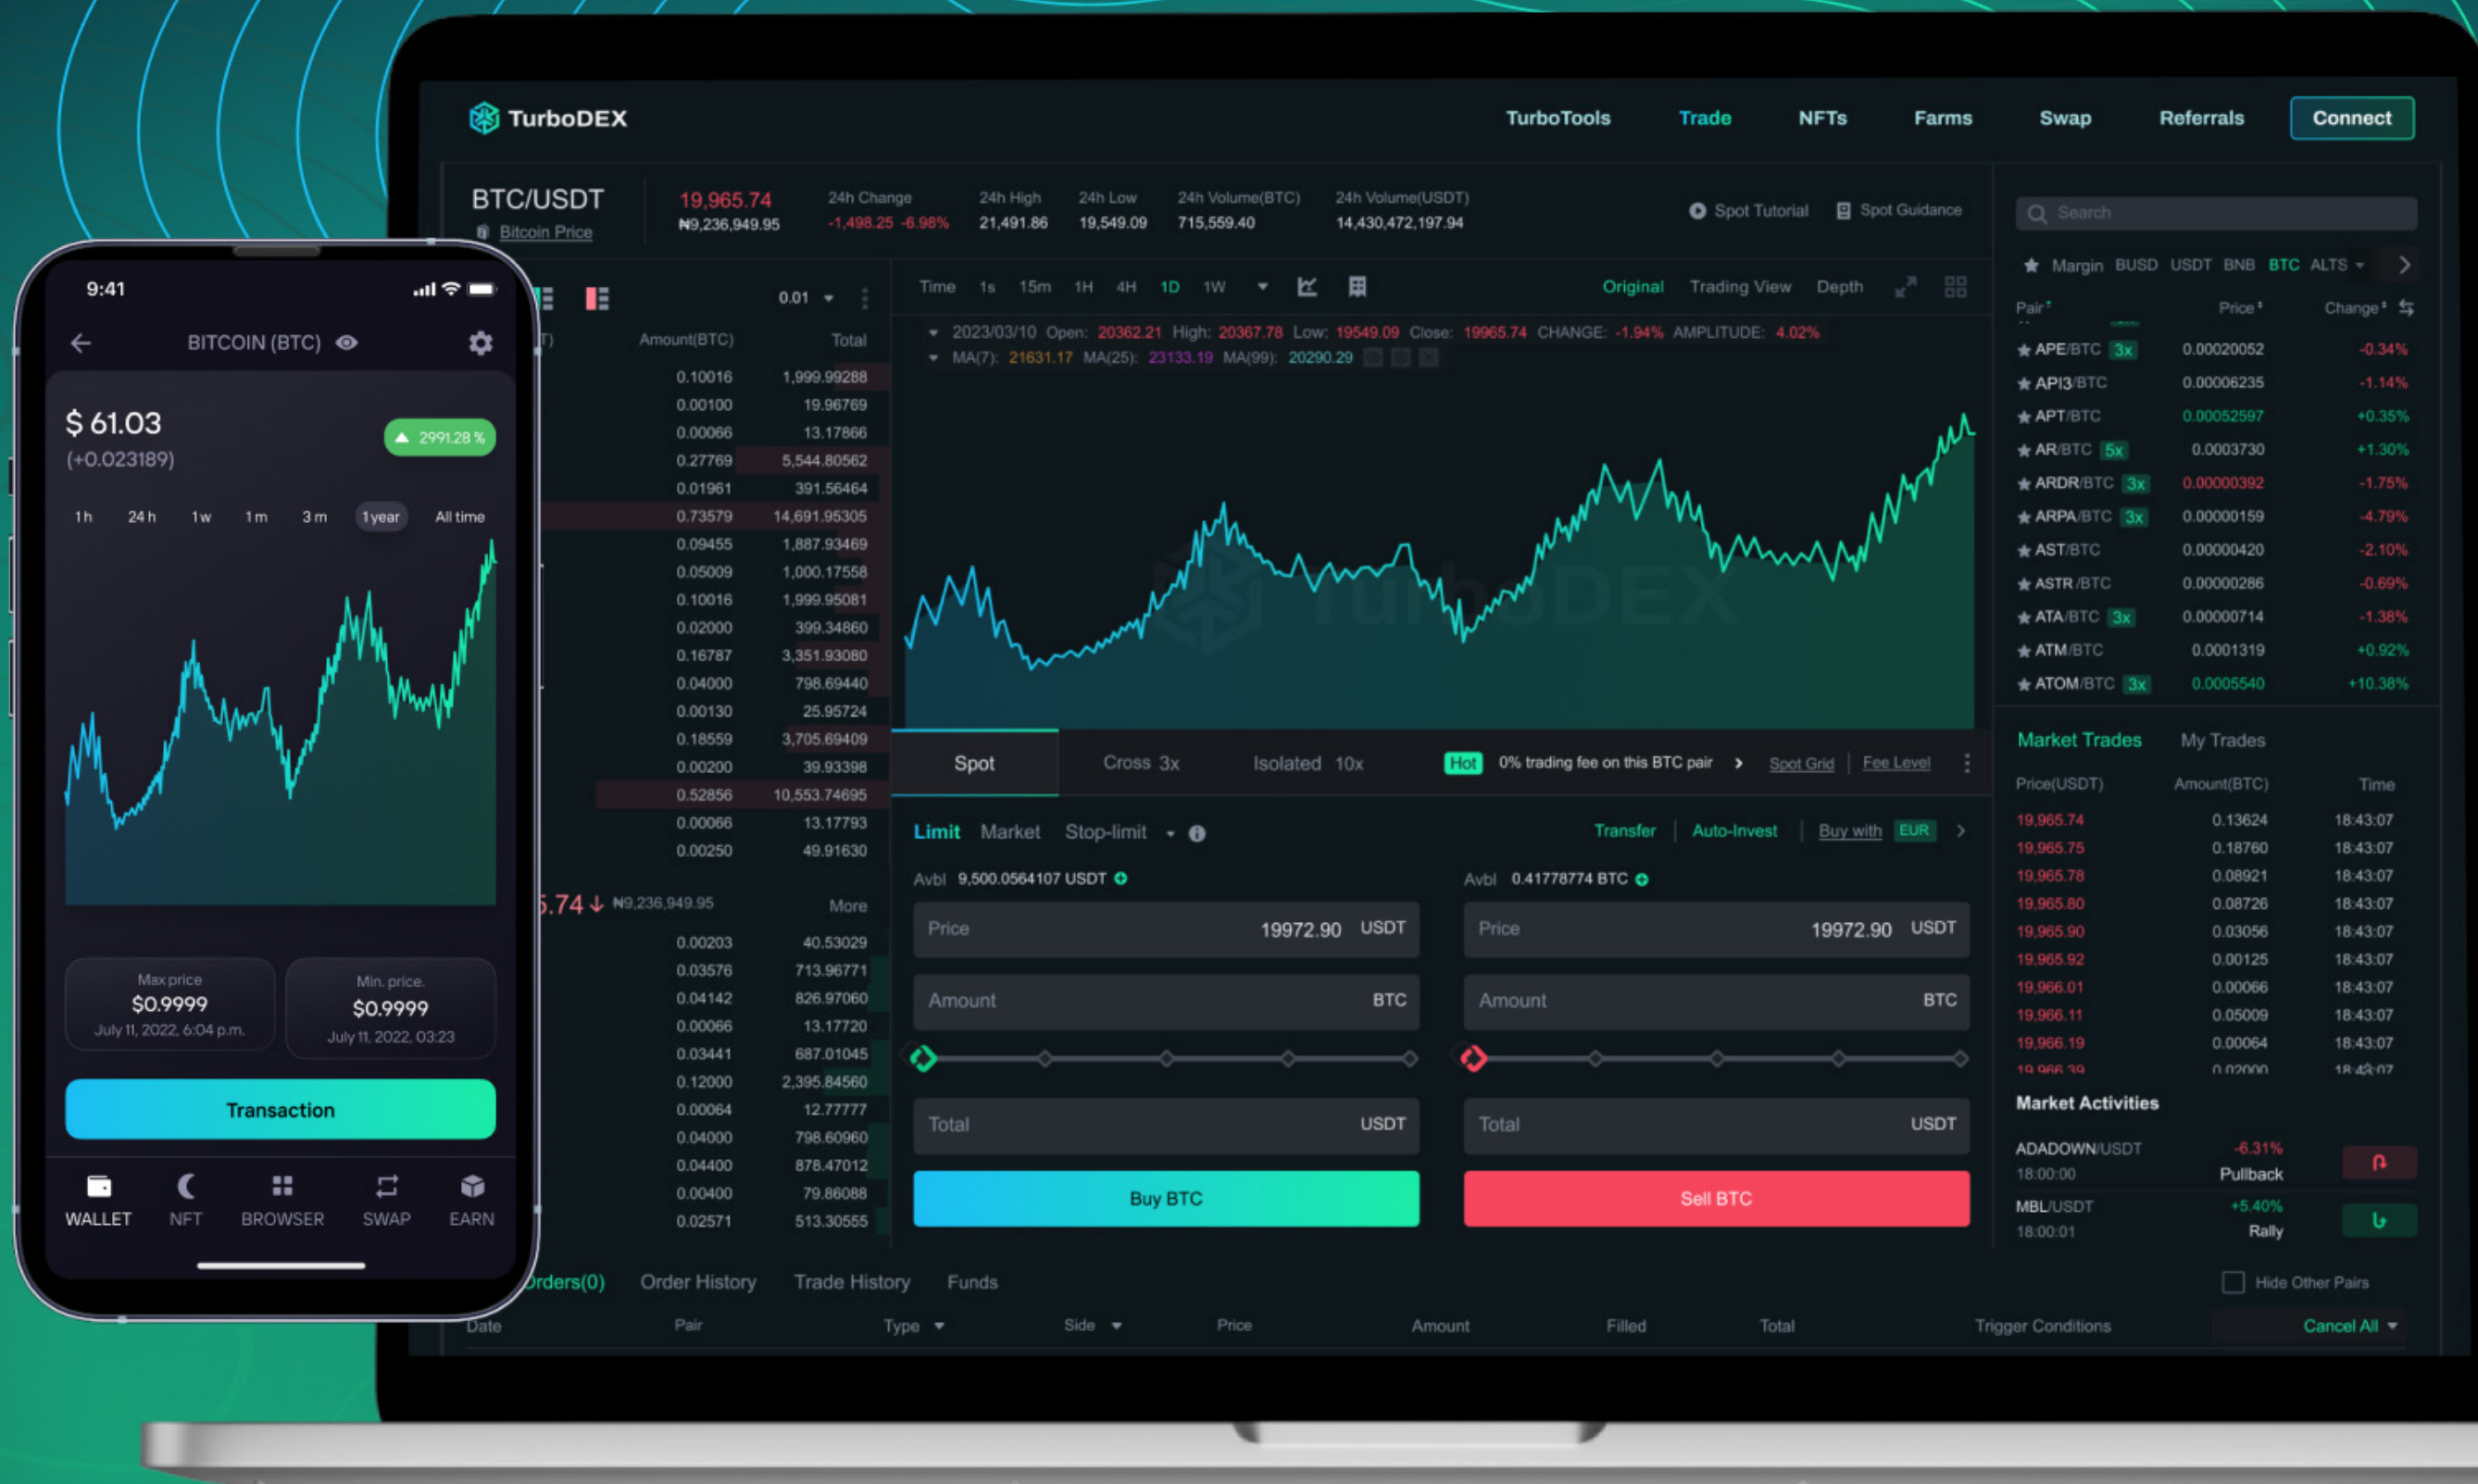 TurboDEX
TurboTools Trade NFTs Farms Swap Referrals Connect
BTC/USDT
Bitcoin Price
19,965.74
₦9,236,949.95
24h Change
-1,498.25 -6.98%
24h High
21,491.86
24h Low
19,549.09
24h Volume(BTC)
715,559.40
24h Volume(USDT)
14,430,472,197.94
Spot Tutorial Spot Guidance
9:41
BITCOIN (BTC)
$ 61.03
(+0.023189)
2991.28 %
1h 24h 1w 1m 3m 1year All time
Max price
$0.9999
July 11, 2022, 6:04 p.m.
Min. price.
$0.9999
July 11, 2022, 03:23
Transaction
WALLET NFT BROWSER SWAP EARN
0.01
Amount(BTC) Total
0.10016 1,999.99288
0.00100 19.96769
0.00066 13.17866
0.27769 5,544.80562
0.01961 391.56464
0.73579 14,691.95305
0.09455 1,887.93469
0.05009 1,000.17558
0.10016 1,999.95081
0.02000 399.34860
0.16787 3,351.93080
0.04000 798.69440
0.00130 25.95724
0.18559 3,705.69409
0.00200 39.93398
0.52856 10,553.74695
0.00066 13.17793
0.00250 49.91630
5.74 ↓ ₦9,236,949.95 More
0.00203 40.53029
0.03576 713.96771
0.04142 826.97060
0.00066 13.17720
0.03441 687.01045
0.12000 2,395.84560
0.00064 12.77777
0.04000 798.60960
0.04400 878.47012
0.00400 79.86088
0.02571 513.30555
Time 1s 15m 1H 4H 1D 1W
Original Trading View Depth
2023/03/10 Open: 20362.21 High: 20367.78 Low: 19549.09 Close: 19965.74 CHANGE: -1.94% AMPLITUDE: 4.02%
MA(7): 21631.17 MA(25): 23133.19 MA(99): 20290.29
TurboDEX
Spot Cross 3x Isolated 10x
Hot 0% trading fee on this BTC pair Spot Grid Fee Level
Limit Market Stop-limit
Transfer Auto-Invest Buy with EUR
Avbl 9,500.0564107 USDT
Price 19972.90 USDT
Amount BTC
Total USDT
Buy BTC
Avbl 0.41778774 BTC
Price 19972.90 USDT
Amount BTC
Total USDT
Sell BTC
Search
Margin BUSD USDT BNB BTC ALTS
Pair Price Change
APE/BTC 3x 0.00020052 -0.34%
API3/BTC 0.00006235 -1.14%
APT/BTC 0.00052597 +0.35%
AR/BTC 5x 0.0003730 +1.30%
ARDR/BTC 3x 0.00000392 -1.75%
ARPA/BTC 3x 0.00000159 -4.79%
AST/BTC 0.00000420 -2.10%
ASTR/BTC 0.00000286 -0.69%
ATA/BTC 3x 0.00000714 -1.38%
ATM/BTC 0.0001319 +0.92%
ATOM/BTC 3x 0.0005540 +10.38%
Market Trades My Trades
Price(USDT) Amount(BTC) Time
19,965.74 0.13624 18:43:07
19,965.75 0.18760 18:43:07
19,965.78 0.08921 18:43:07
19,965.80 0.08726 18:43:07
19,965.90 0.03056 18:43:07
19,965.92 0.00125 18:43:07
19,966.01 0.00066 18:43:07
19,966.11 0.05009 18:43:07
19,966.19 0.00064 18:43:07
19,966.39 0.02000 18:43:07
Market Activities
ADADOWN/USDT -6.31%
18:00:00 Pullback
MBL/USDT +5.40%
18:00:01 Rally
Orders(0) Order History Trade History Funds
Hide Other Pairs
Date Pair Type Side Price Amount Filled Total Trigger Conditions Cancel All